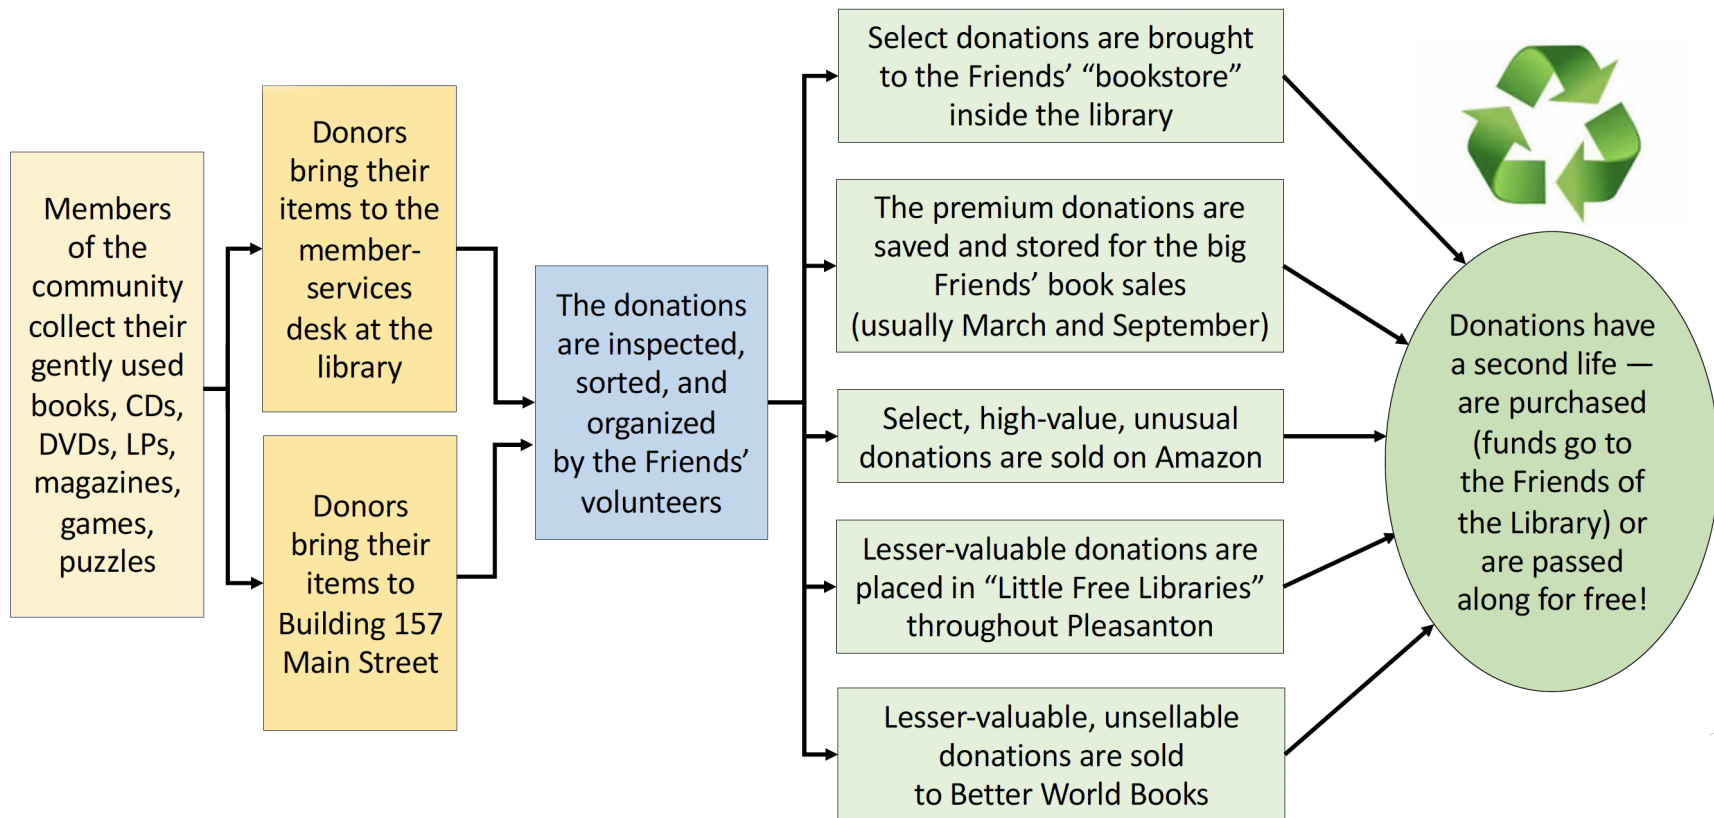 Members
of the
community
collect their
gently used
books, CDs,
DVDs, LPs,
magazines,
games,
puzzles
Donors
bring their
items to the
member-
services
desk at the
library
Donors
bring their
items to
Building 157
Main Street
The donations
are inspected,
sorted, and
organized
by the Friends’
volunteers
Select donations are brought
to the Friends’ “bookstore”
inside the library
The premium donations are
saved and stored for the big
Friends’ book sales
(usually March and September)
Select, high-value, unusual
donations are sold on Amazon
Lesser-valuable donations are
placed in “Little Free Libraries”
throughout Pleasanton
Lesser-valuable, unsellable
donations are sold
to Better World Books
Donations have
a second life —
are purchased
(funds go to
the Friends of
the Library) or
are passed
along for free!